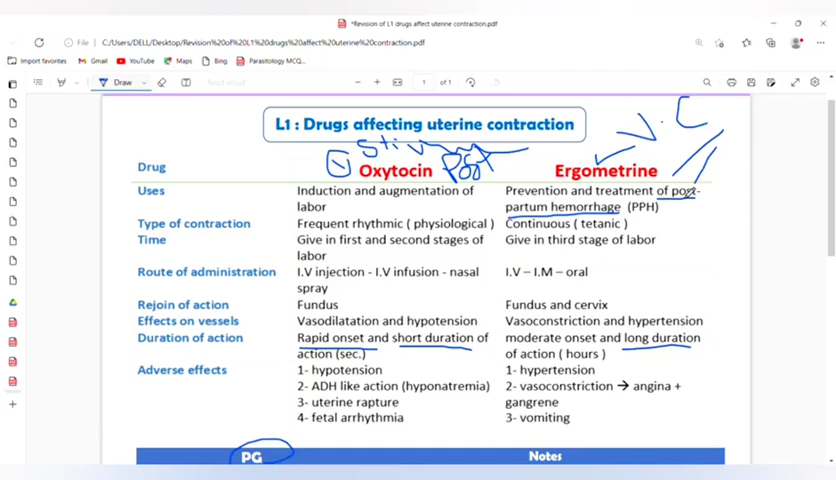 *Revision of L1 drugs affect uterine contraction.pdf
File
C:/Users/DELL/Desktop/Revision%20of%20L1%20drugs%20affect%20uterine%20contraction.pdf
Import favorites Gmail YouTube Maps Bing Parasitology MCQ...
Draw Read aloud 1 of 1
L1 : Drugs affecting uterine contraction
V.C
Drug Oxytocin Ergometrine
Uses Induction and augmentation of labor Prevention and treatment of post-partum hemorrhage (PPH)
Type of contraction Frequent rhythmic ( physiological ) Continuous ( tetanic )
Time Give in first and second stages of labor Give in third stage of labor
Route of administration I.V injection - I.V infusion - nasal spray I.V – I.M – oral
Rejoin of action Fundus Fundus and cervix
Effects on vessels Vasodilatation and hypotension Vasoconstriction and hypertension
Duration of action Rapid onset and short duration of action (sec.) moderate onset and long duration of action ( hours )
Adverse effects 1- hypotension 1- hypertension
2- ADH like action (hyponatremia) 2- vasoconstriction → angina + gangrene
3- uterine rapture 3- vomiting
4- fetal arrhythmia
PG Notes